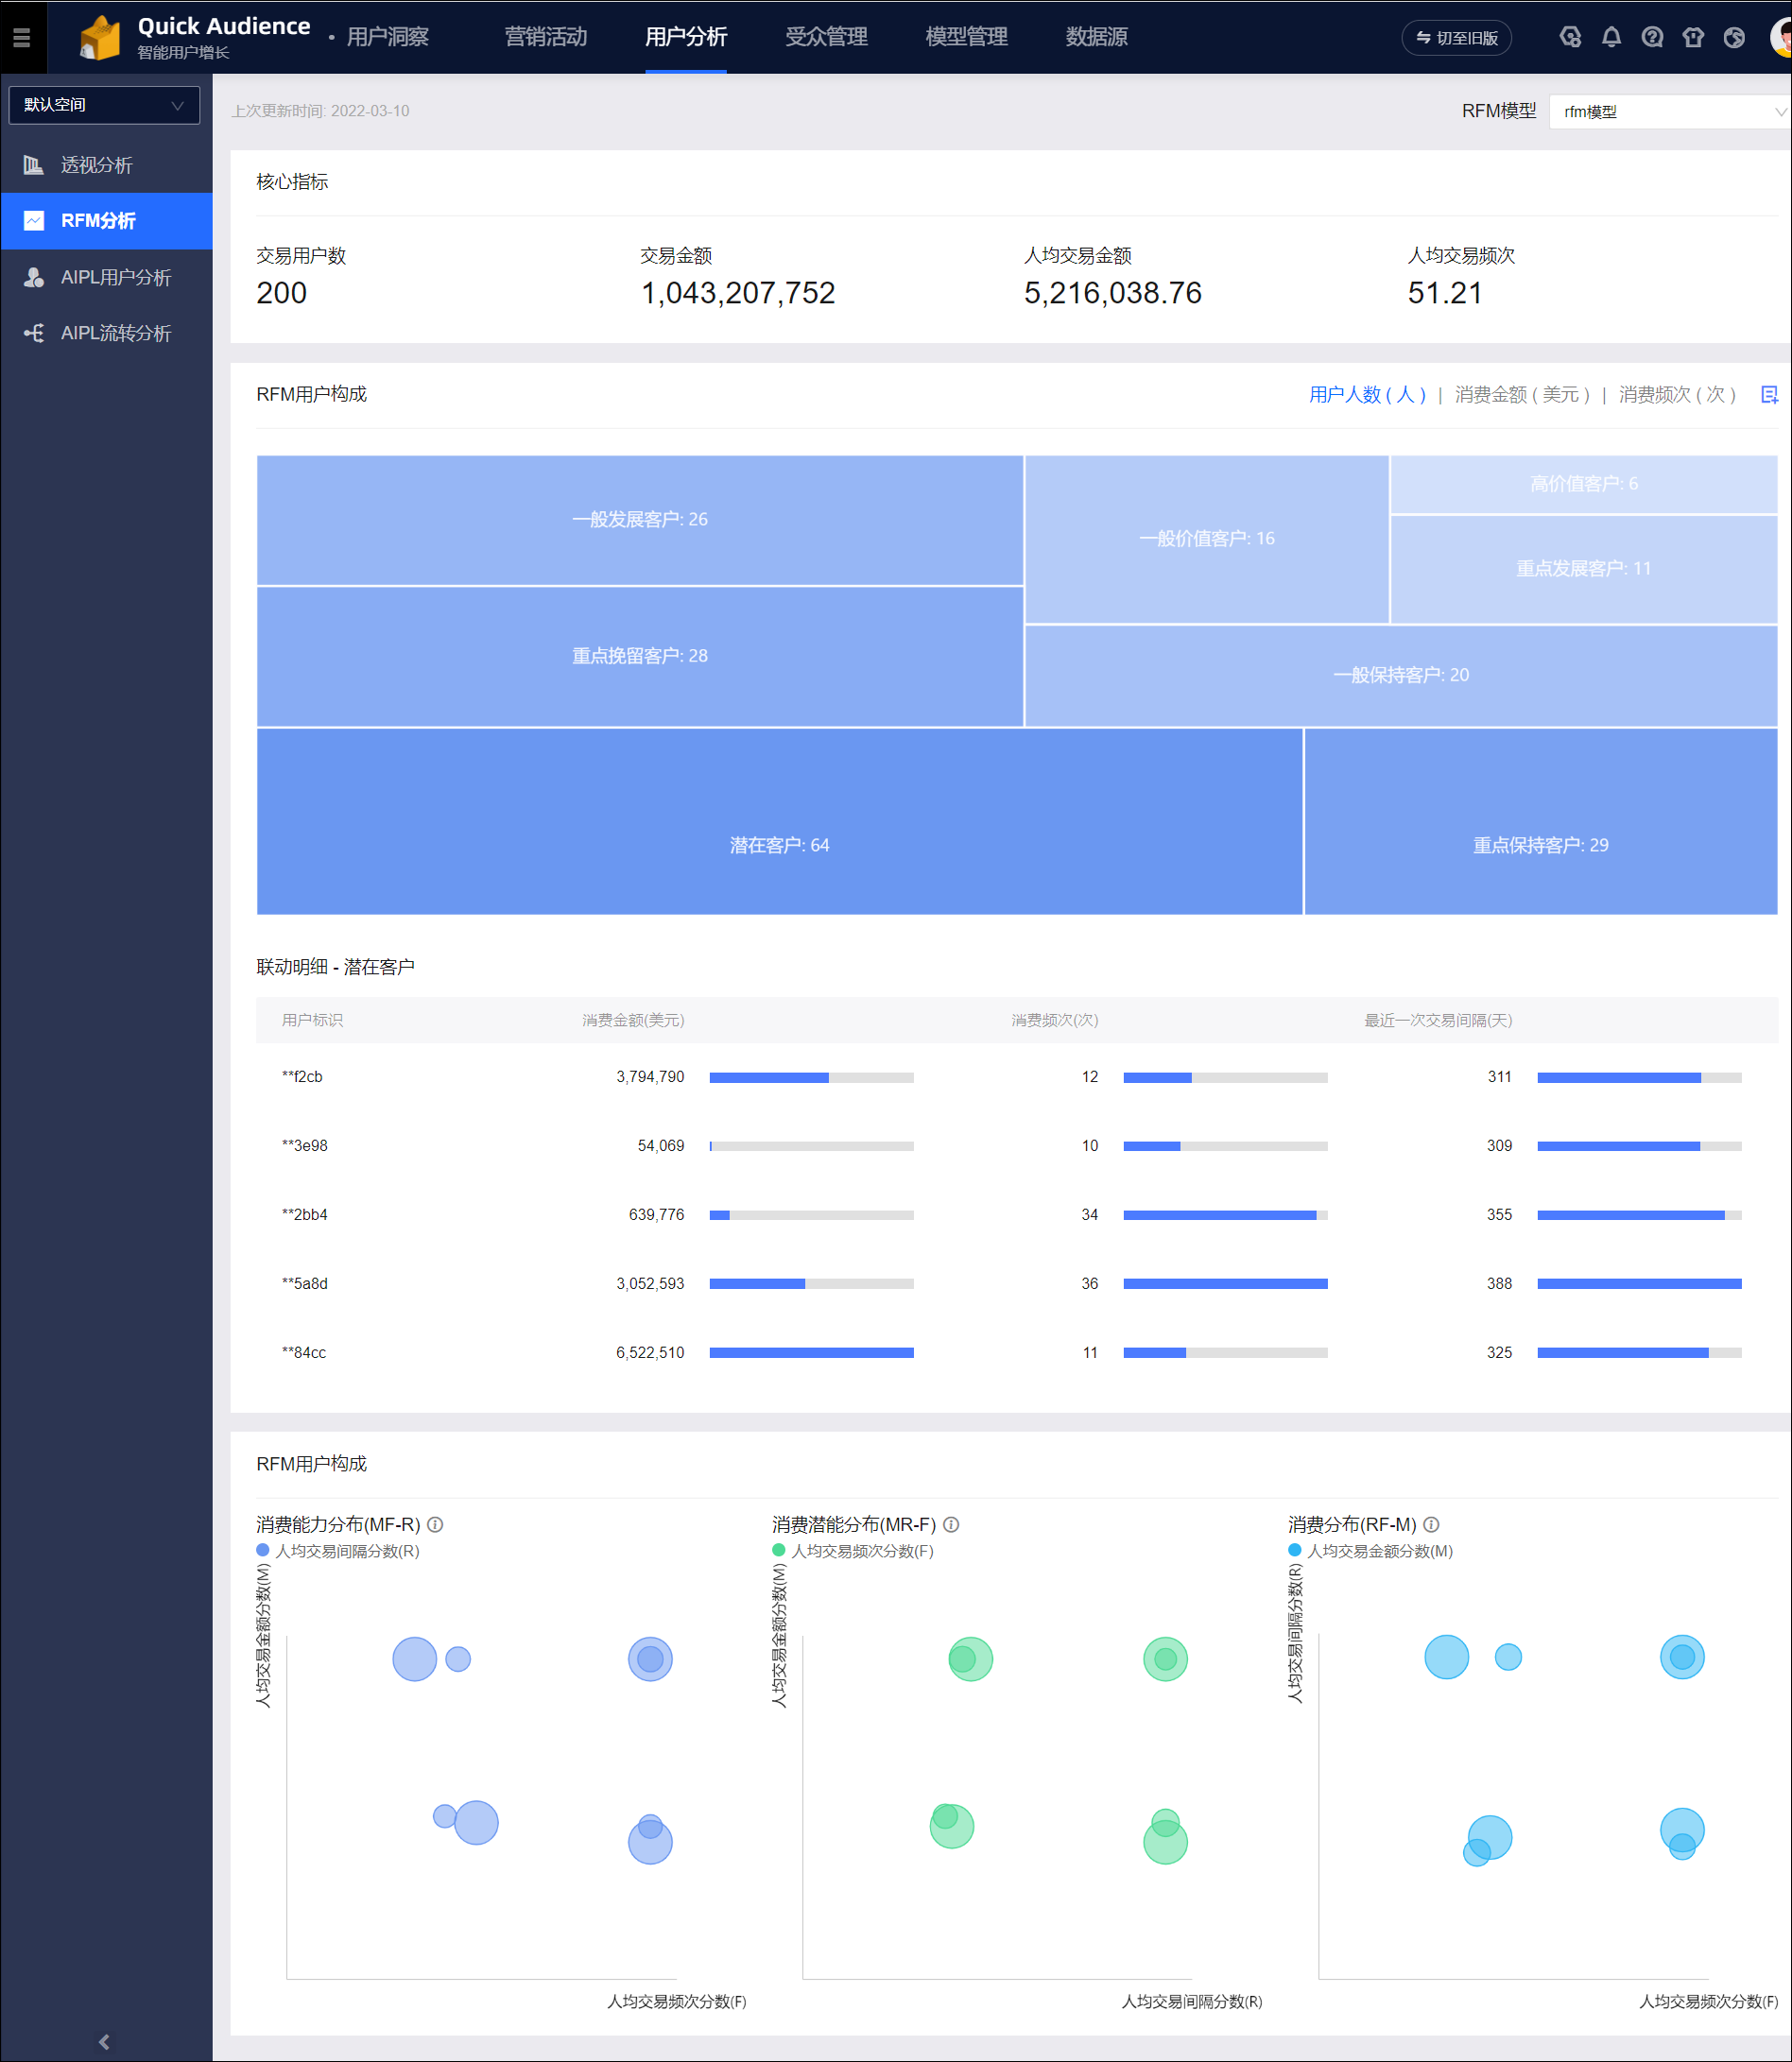 Quick Audience
智能用户增长
· 用户洞察
营销活动
用户分析
受众管理
模型管理
数据源
切至旧版
默认空间
透视分析
RFM分析
AIPL用户分析
AIPL流转分析
上次更新时间: 2022-03-10
RFM模型
rfm模型
核心指标
交易用户数
200
交易金额
1,043,207,752
人均交易金额
5,216,038.76
人均交易频次
51.21
RFM用户构成
用户人数 ( 人 ) | 消费金额 ( 美元 ) | 消费频次 ( 次 )
一般发展客户: 26
一般价值客户: 16
高价值客户: 6
重点发展客户: 11
重点挽留客户: 28
一般保持客户: 20
潜在客户: 64
重点保持客户: 29
联动明细 - 潜在客户
用户标识 消费金额(美元) 消费频次(次) 最近一次交易间隔(天)
**f2cb 3,794,790 12 311
**3e98 54,069 10 309
**2bb4 639,776 34 355
**5a8d 3,052,593 36 388
**84cc 6,522,510 11 325
RFM用户构成
消费能力分布(MF-R)
人均交易间隔分数(R)
人均交易金额分数(M)
人均交易频次分数(F)
消费潜能分布(MR-F)
人均交易频次分数(F)
人均交易金额分数(M)
人均交易间隔分数(R)
消费分布(RF-M)
人均交易金额分数(M)
人均交易间隔分数(R)
人均交易频次分数(F)